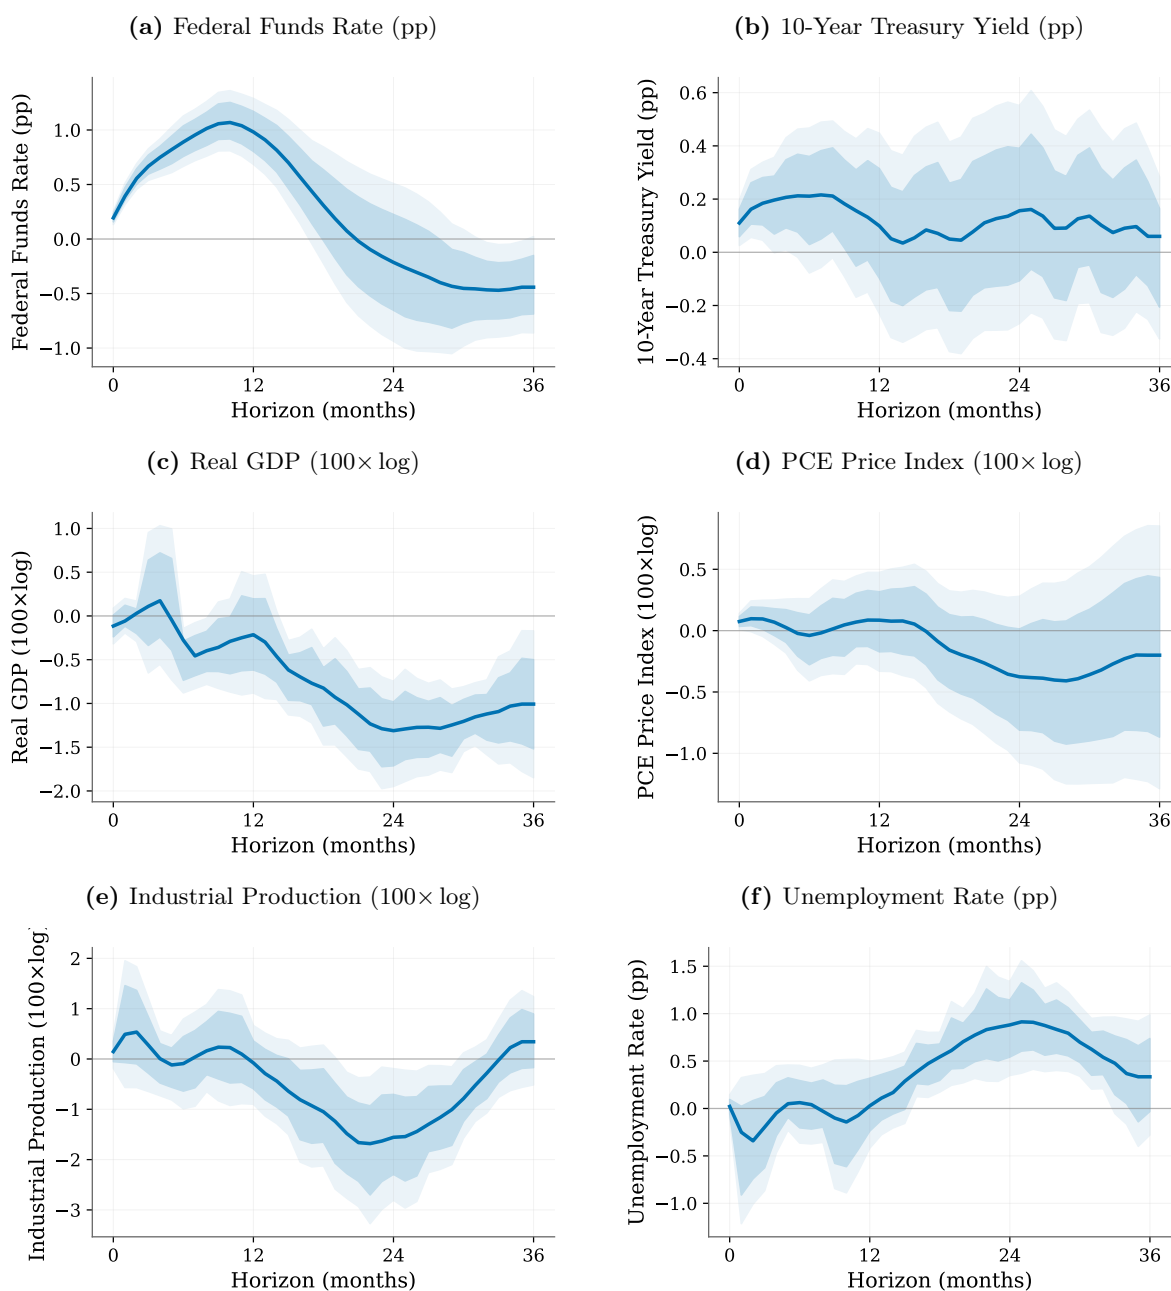 (a) Federal Funds Rate (pp)
Federal Funds Rate (pp)
1.0
0.5
0.0
−0.5
−1.0
0 12 24 36
Horizon (months)
(b) 10-Year Treasury Yield (pp)
10-Year Treasury Yield (pp)
0.6
0.4
0.2
0.0
−0.2
−0.4
0 12 24 36
Horizon (months)
(c) Real GDP (100× log)
Real GDP (100×log)
1.0
0.5
0.0
−0.5
−1.0
−1.5
−2.0
0 12 24 36
Horizon (months)
(d) PCE Price Index (100× log)
PCE Price Index (100×log)
0.5
0.0
−0.5
−1.0
0 12 24 36
Horizon (months)
(e) Industrial Production (100× log)
Industrial Production (100×log)
2
1
0
−1
−2
−3
0 12 24 36
Horizon (months)
(f) Unemployment Rate (pp)
Unemployment Rate (pp)
1.5
1.0
0.5
0.0
−0.5
−1.0
0 12 24 36
Horizon (months)